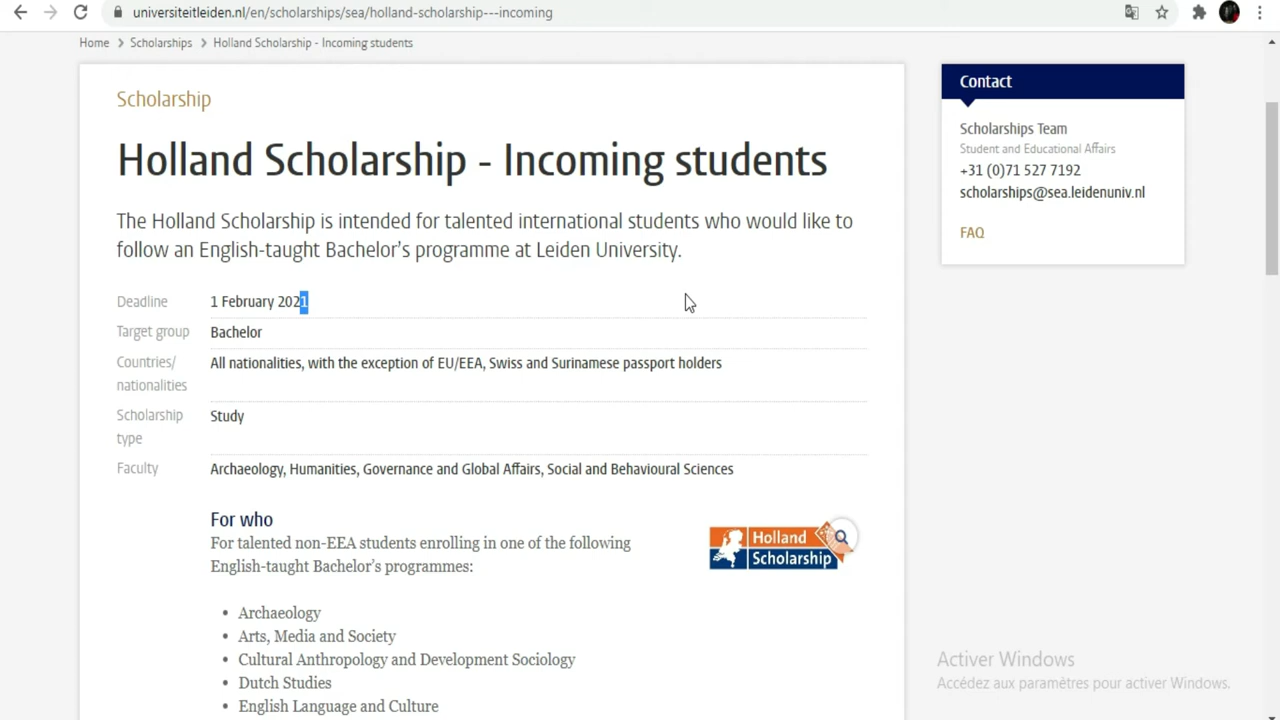 universiteitleiden.nl/en/scholarships/sea/holland-scholarship---incoming
Home > Scholarships > Holland Scholarship - Incoming students
Scholarship
Holland Scholarship - Incoming students
The Holland Scholarship is intended for talented international students who would like to
follow an English-taught Bachelor's programme at Leiden University.
Deadline 1 February 2021
Target group Bachelor
Countries/ All nationalities, with the exception of EU/EEA, Swiss and Surinamese passport holders
nationalities
Scholarship Study
type
Faculty Archaeology, Humanities, Governance and Global Affairs, Social and Behavioural Sciences
For who
For talented non-EEA students enrolling in one of the following
English-taught Bachelor's programmes:
• Archaeology
• Arts, Media and Society
• Cultural Anthropology and Development Sociology
• Dutch Studies
• English Language and Culture
Holland
Scholarship
Contact
Scholarships Team
Student and Educational Affairs
+31 (0)71 527 7192
scholarships@sea.leidenuniv.nl
FAQ
Activer Windows
Accédez aux paramètres pour activer Windows.